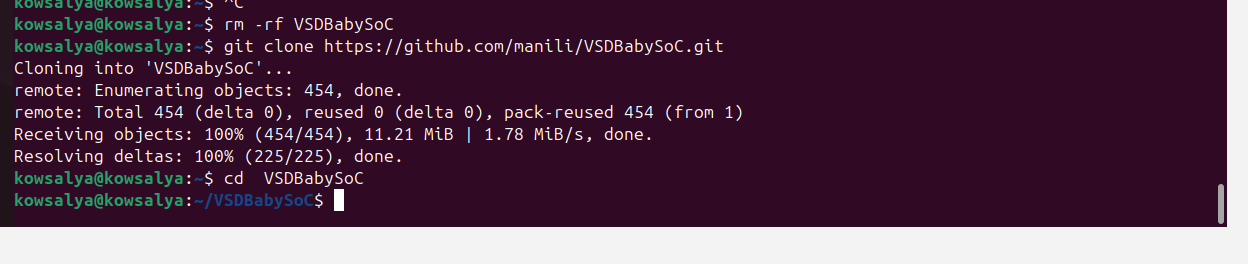 kowsalya@kowsalya:~$ ^C
kowsalya@kowsalya:~$ rm -rf VSDBabySoC
kowsalya@kowsalya:~$ git clone https://github.com/manili/VSDBabySoC.git
Cloning into 'VSDBabySoC'...
remote: Enumerating objects: 454, done.
remote: Total 454 (delta 0), reused 0 (delta 0), pack-reused 454 (from 1)
Receiving objects: 100% (454/454), 11.21 MiB | 1.78 MiB/s, done.
Resolving deltas: 100% (225/225), done.
kowsalya@kowsalya:~$ cd  VSDBabySoC
kowsalya@kowsalya:~/VSDBabySoC$